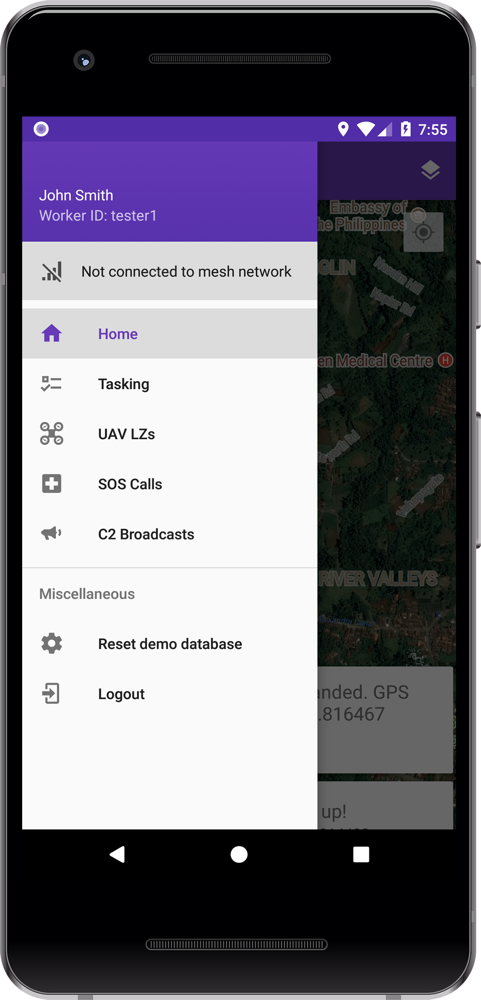 7:55
John Smith
Worker ID: tester1
Not connected to mesh network
Home
Tasking
UAV LZs
SOS Calls
C2 Broadcasts
Miscellaneous
Reset demo database
Logout
Embassy of
he Philippines
GLIN
Nassim Hill
Napier Rd
en Medical Centre H
Rd
worth Rd
Bishopsgate
RIVER VALLEYS
Alexandra Canal
anded. GPS
.816467
up!